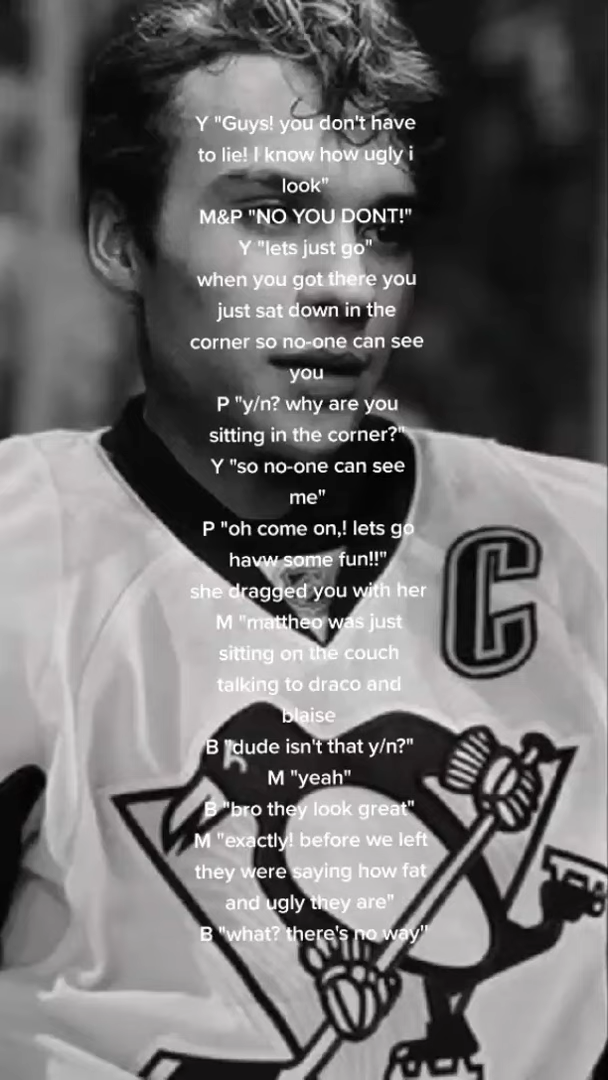 Y "Guys! you don't have
to lie! I know how ugly i
look"
M&P "NO YOU DONT!"
Y "lets just go"
when you got there you
just sat down in the
corner so no-one can see
you
P "y/n? why are you
sitting in the corner?"
Y "so no-one can see
me"
P "oh come on,! lets go
havw some fun!!"
she dragged you with her
M "mattheo was just
sitting on the couch
talking to draco and
blaise
B "dude isn't that y/n?"
M "yeah"
B "bro they look great"
M "exactly! before we left
they were saying how fat
and ugly they are"
B "what? there's no way"
C